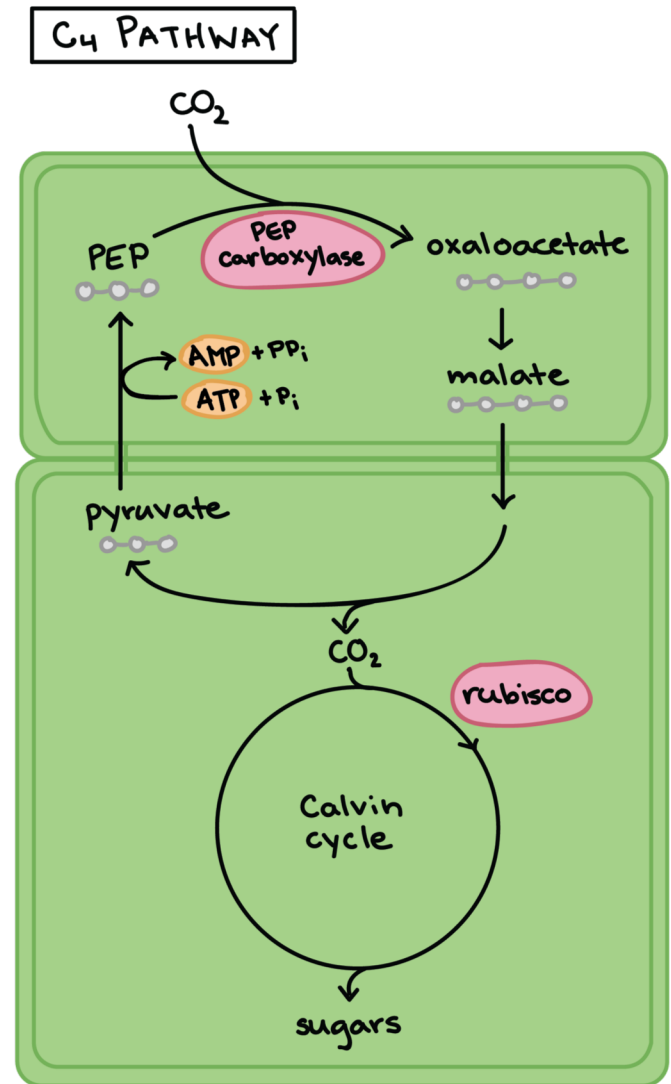 C4 PATHWAY
CO2
PEP
PEP
carboxylase
oxaloacetate
AMP + PPi
ATP + Pi
malate
pyruvate
CO2
rubisco
Calvin
cycle
sugars